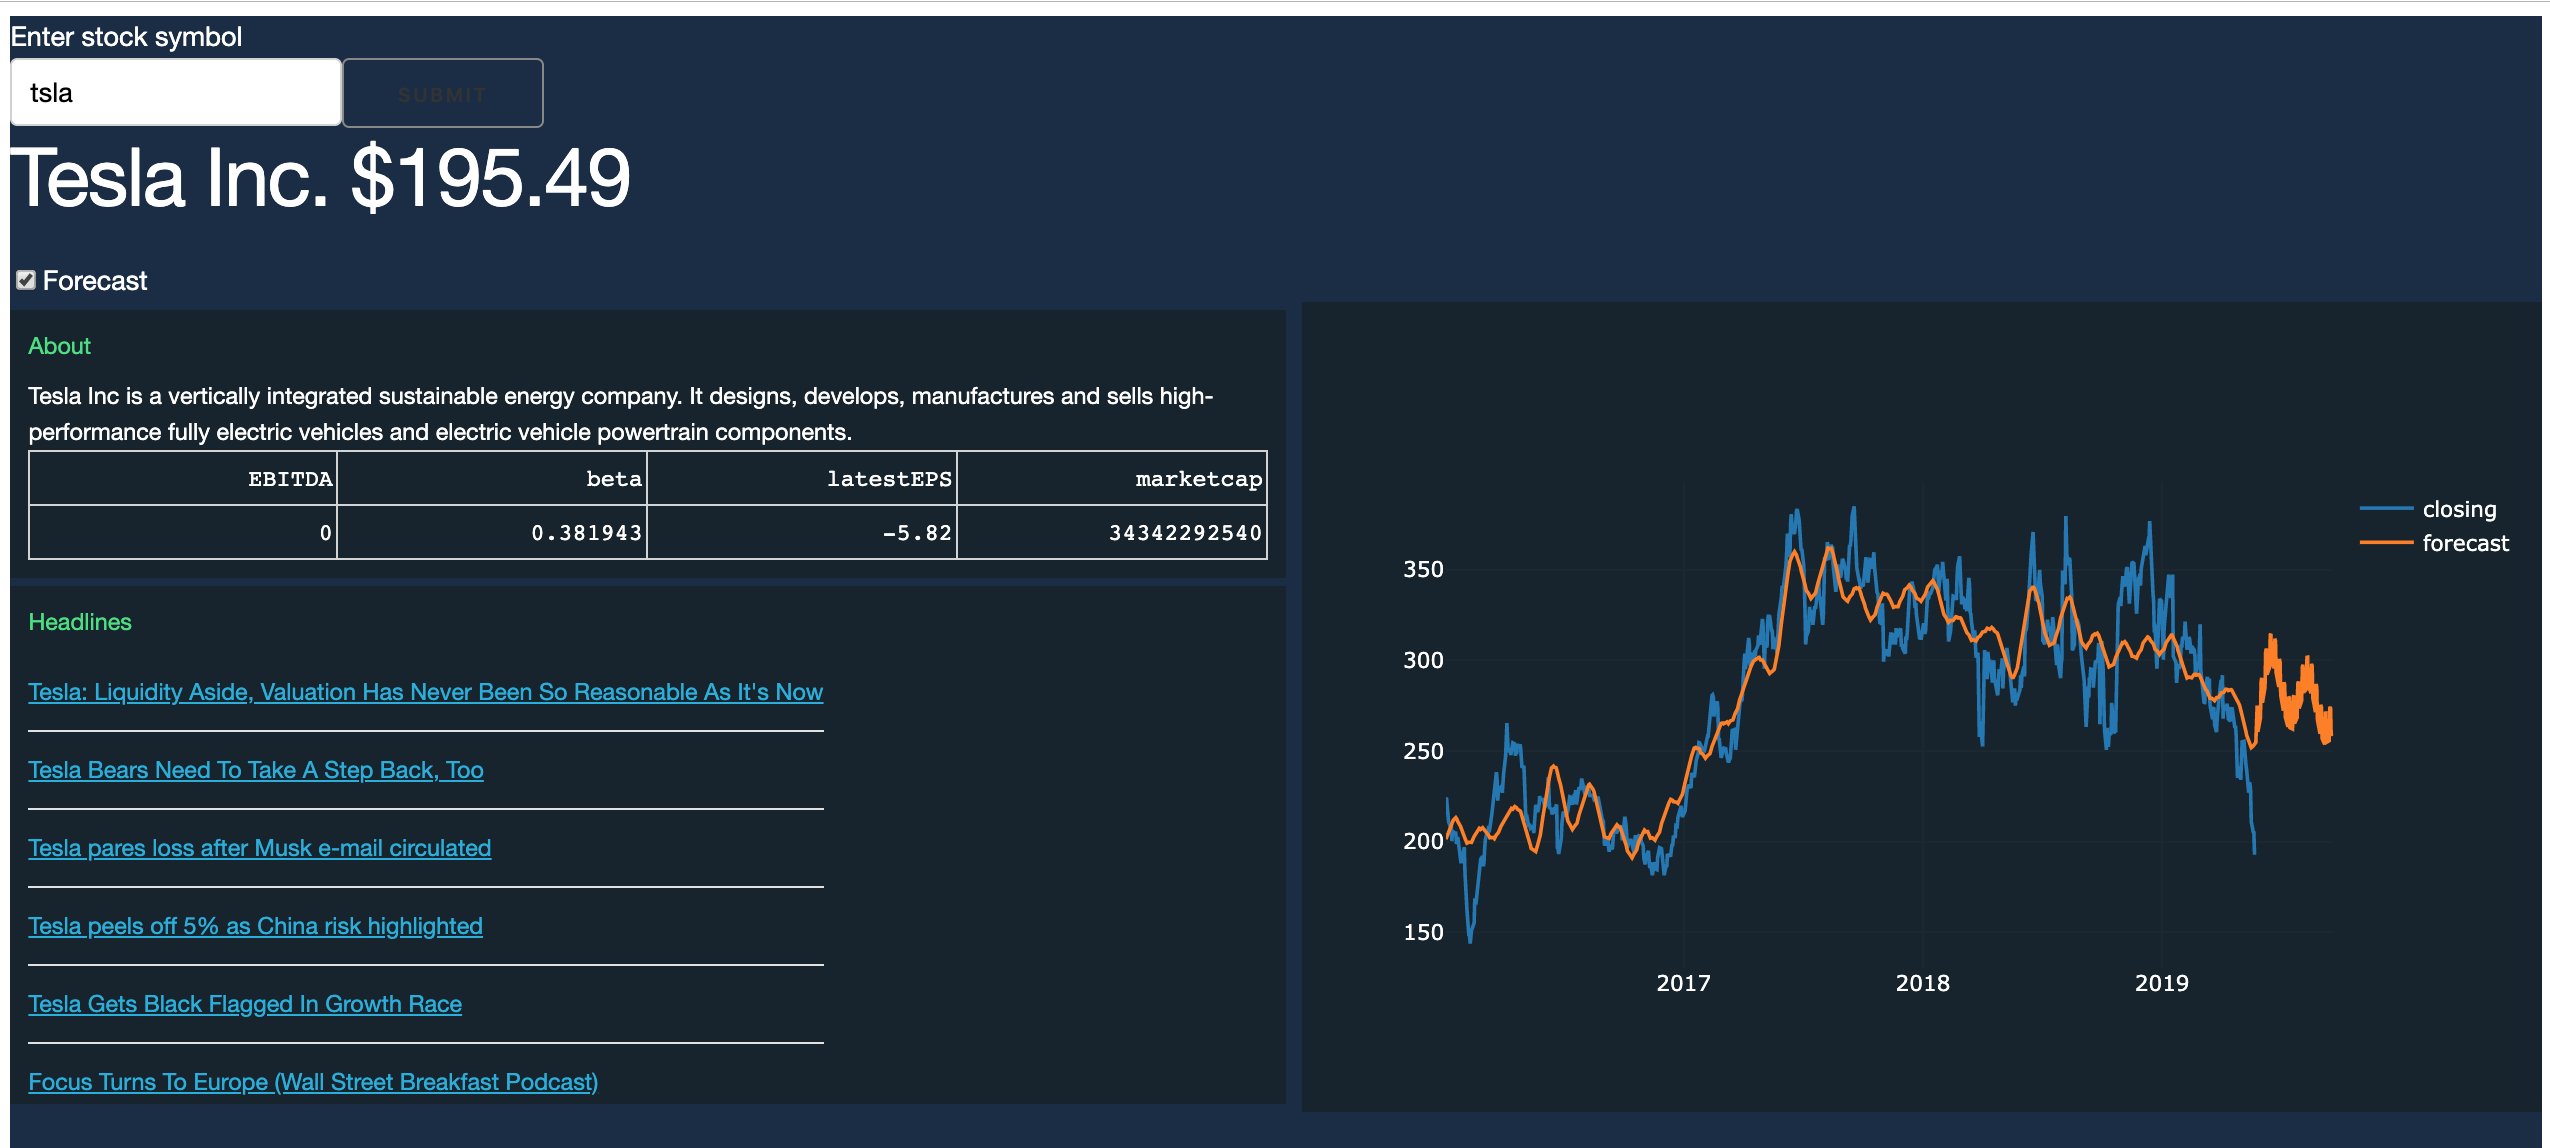 Enter stock symbol
tsla
SUBMIT
Tesla Inc. $195.49
Forecast
About
Tesla Inc is a vertically integrated sustainable energy company. It designs, develops, manufactures and sells high-
performance fully electric vehicles and electric vehicle powertrain components.
EBITDA beta latestEPS marketcap
0 0.381943 -5.82 34342292540
Headlines
Tesla: Liquidity Aside, Valuation Has Never Been So Reasonable As It's Now
Tesla Bears Need To Take A Step Back, Too
Tesla pares loss after Musk e-mail circulated
Tesla peels off 5% as China risk highlighted
Tesla Gets Black Flagged In Growth Race
Focus Turns To Europe (Wall Street Breakfast Podcast)
closing
forecast
350
300
250
200
150
2017 2018 2019